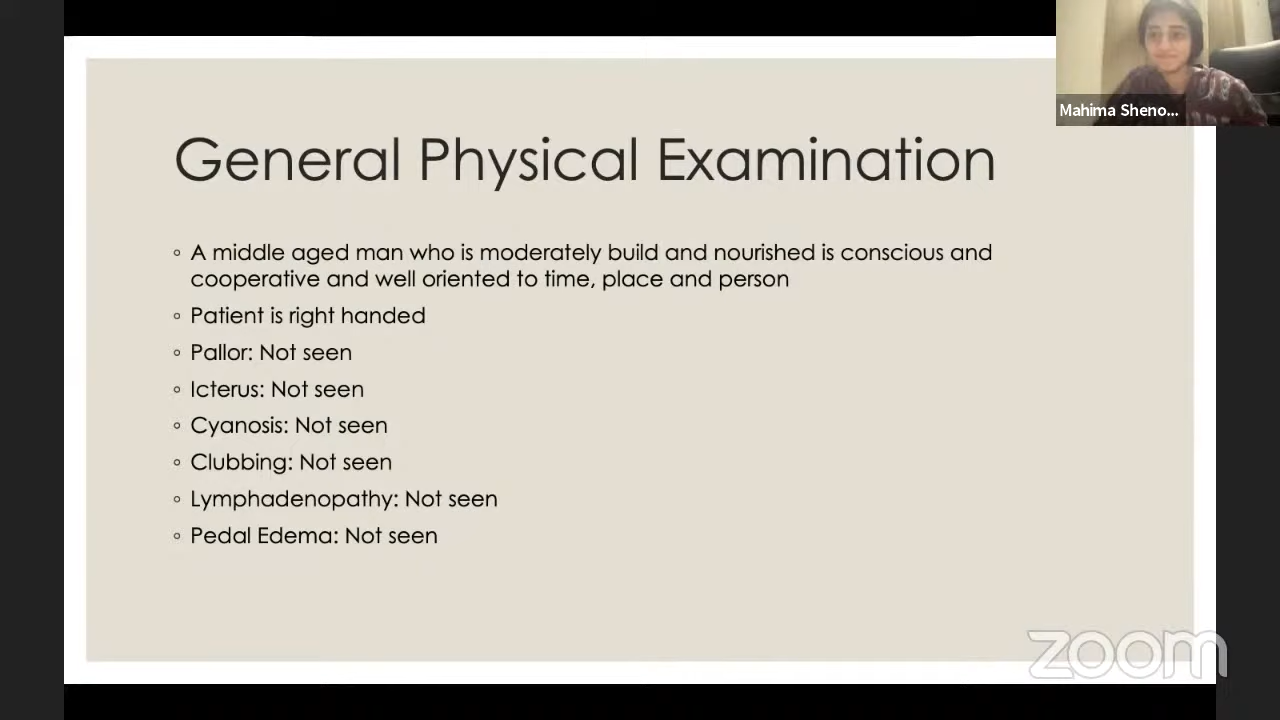 Mahima Sheno...
General Physical Examination
◦ A middle aged man who is moderately build and nourished is conscious and
cooperative and well oriented to time, place and person
◦ Patient is right handed
◦ Pallor: Not seen
◦ Icterus: Not seen
◦ Cyanosis: Not seen
◦ Clubbing: Not seen
◦ Lymphadenopathy: Not seen
◦ Pedal Edema: Not seen
zoom